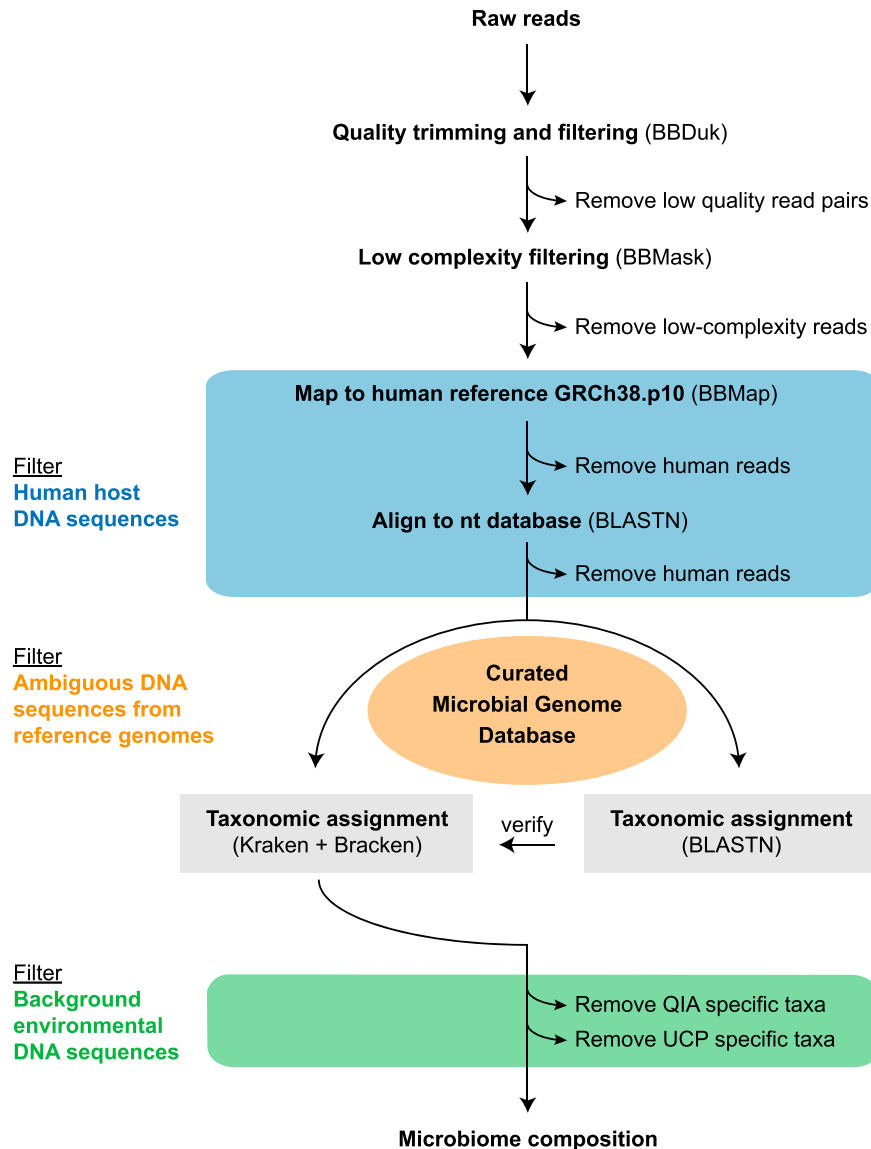 Raw reads
Quality trimming and filtering (BBDuk)
Remove low quality read pairs
Low complexity filtering (BBMask)
Remove low-complexity reads
Map to human reference GRCh38.p10 (BBMap)
Filter
Human host
DNA sequences
Remove human reads
Align to nt database (BLASTN)
Remove human reads
Filter
Ambiguous DNA
sequences from
reference genomes
Curated
Microbial Genome
Database
Taxonomic assignment
(Kraken + Bracken)
verify
Taxonomic assignment
(BLASTN)
Filter
Background
environmental
DNA sequences
Remove QIA specific taxa
Remove UCP specific taxa
Microbiome composition